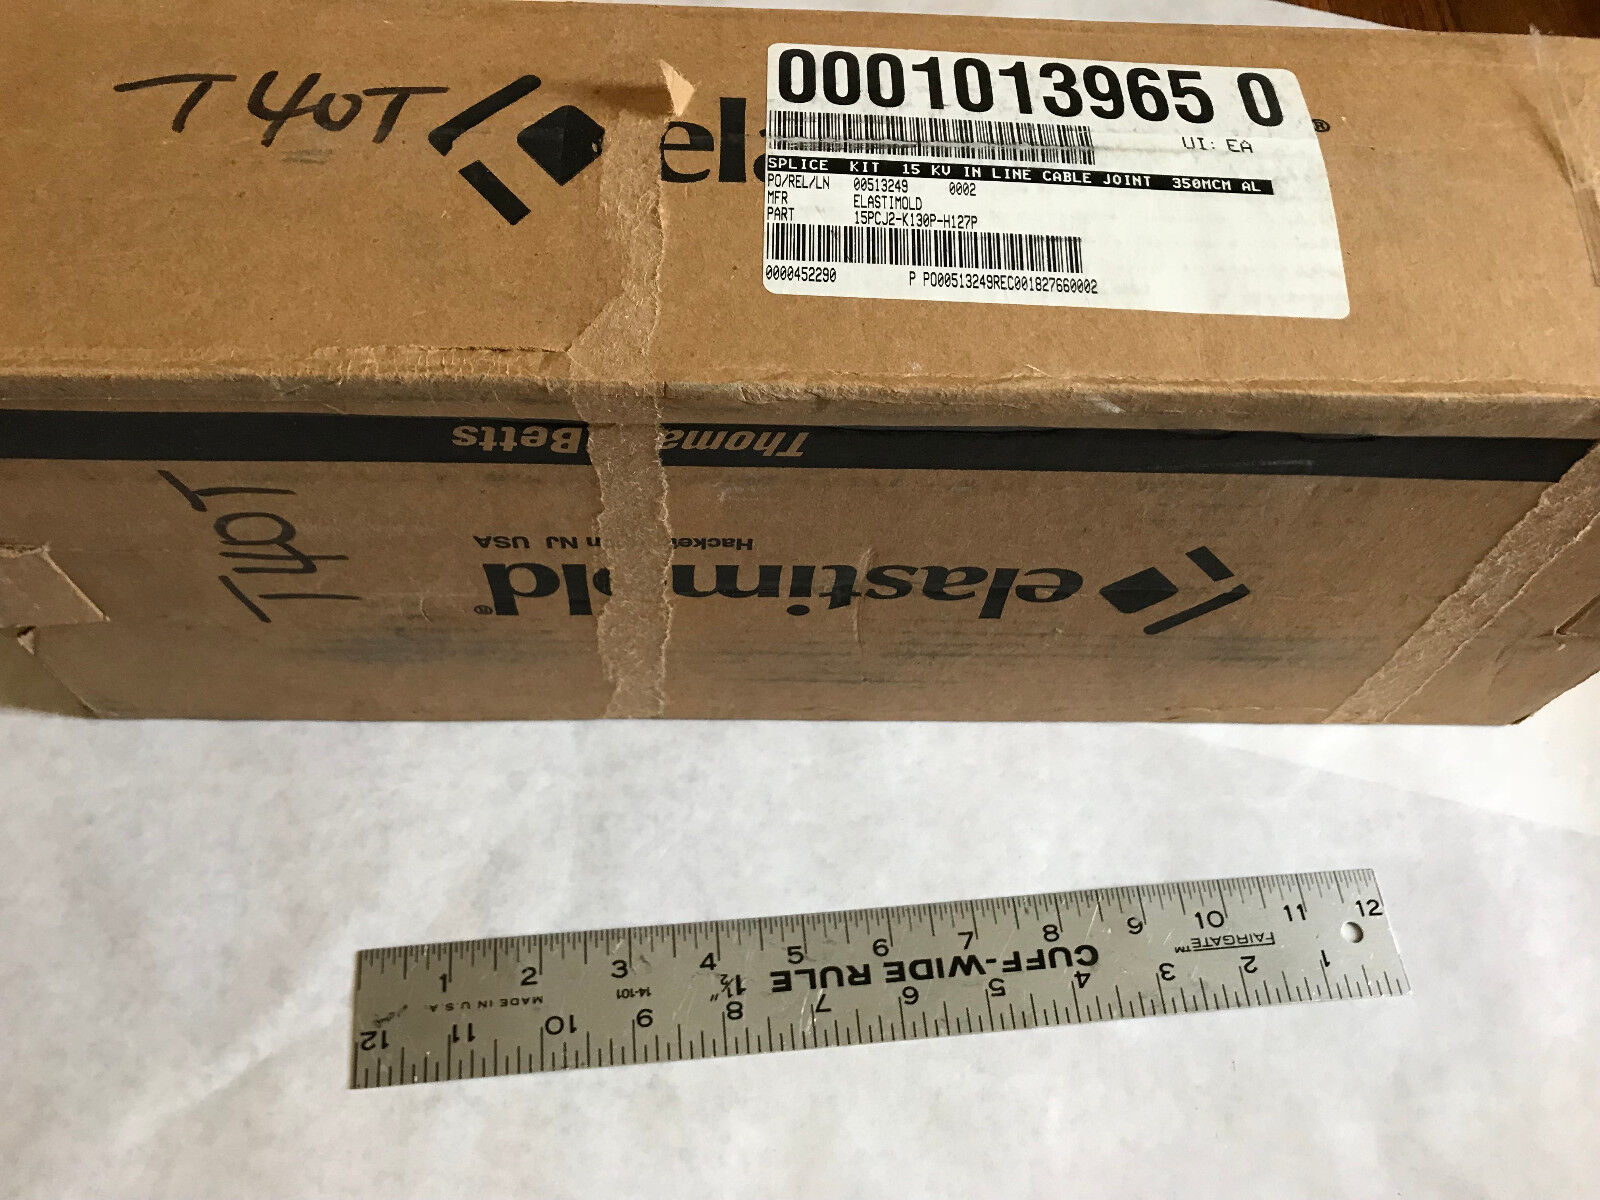 T40T
el
®
0001013965 0
UI: EA
SPLICE KIT 15 KV IN LINE CABLE JOINT 350MCM AL
PO/REL/LN 00513249 0002
MFR ELASTIMOLD
PART 15PCJ2-K130P-H127P
0000452290 P PO00513249REC001827660002
Thoma Betts
T40T
elastimold®
Hacke n NJ USA
1 2 3 4 5 6 7 8 9 10 11 12
MADE IN U.S.A.
14-101
1½"
CUFF-WIDE RULE
FAIRGATE™
12 11 10 9 8 7 6 5 4 3 2 1